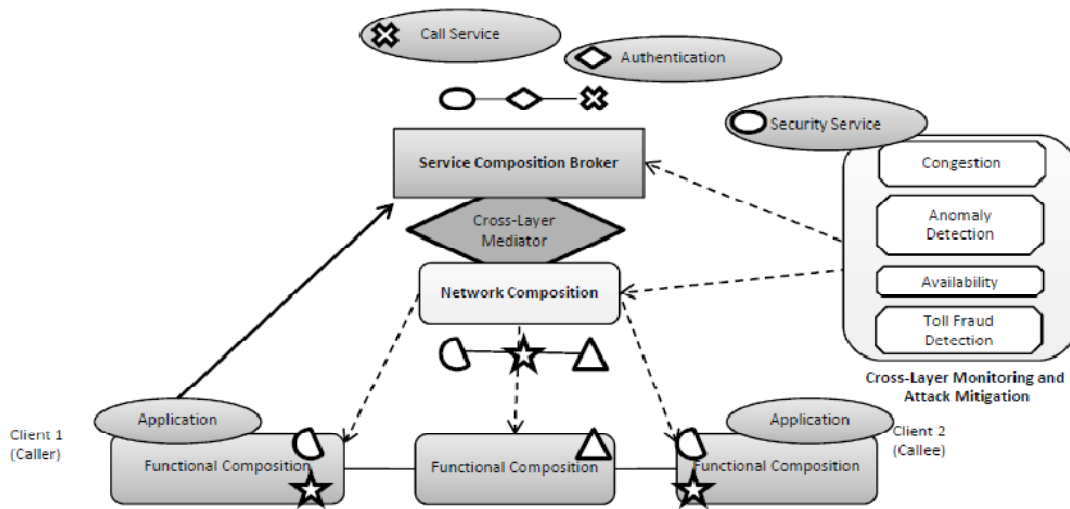 Call Service
Authentication
Security Service
Service Composition Broker
Congestion
Cross-Layer
Mediator
Anomaly
Detection
Network Composition
Availability
Toll Fraud
Detection
Cross-Layer Monitoring and
Attack Mitigation
Application
Application
Client 1
(Caller)
Client 2
(Callee)
Functional Composition
Functional Composition
Functional Composition